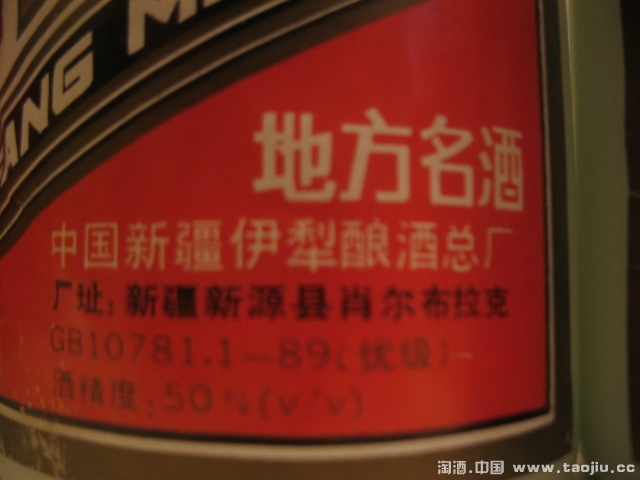 FANG MI
地方名酒
中国新疆伊犁酿酒总厂
厂址:新疆新源县肖尔布拉克
GB10781.1—89(优级)
酒精度:50%(v/v)
淘酒.中国 www.taojiu.cc